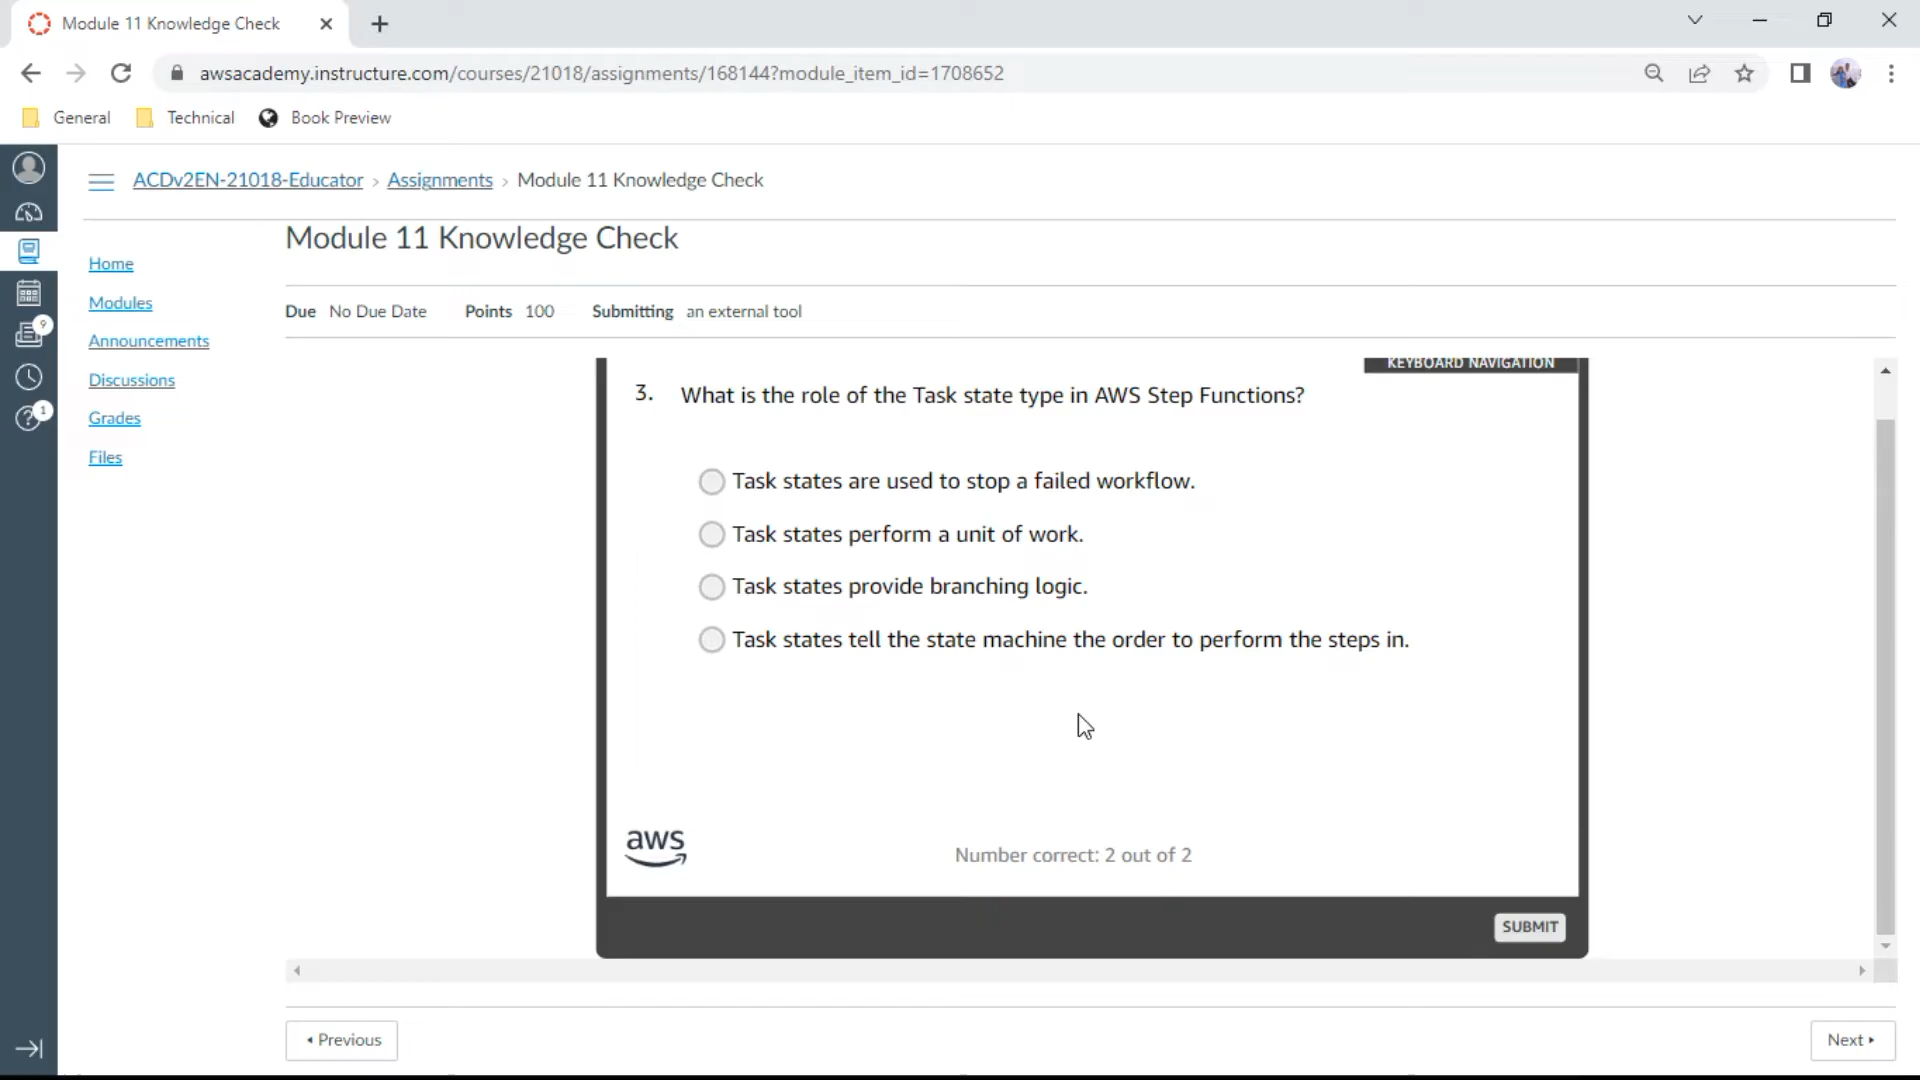 Module 11 Knowledge Check
awsacademy.instructure.com/courses/21018/assignments/168144?module_item_id=1708652
General Technical Book Preview
ACDv2EN-21018-Educator › Assignments › Module 11 Knowledge Check
Module 11 Knowledge Check
Home
Modules
Announcements
Discussions
Grades
Files
9
1
Due No Due Date Points 100 Submitting an external tool
KEYBOARD NAVIGATION
3. What is the role of the Task state type in AWS Step Functions?
Task states are used to stop a failed workflow.
Task states perform a unit of work.
Task states provide branching logic.
Task states tell the state machine the order to perform the steps in.
aws
Number correct: 2 out of 2
SUBMIT
Previous
Next